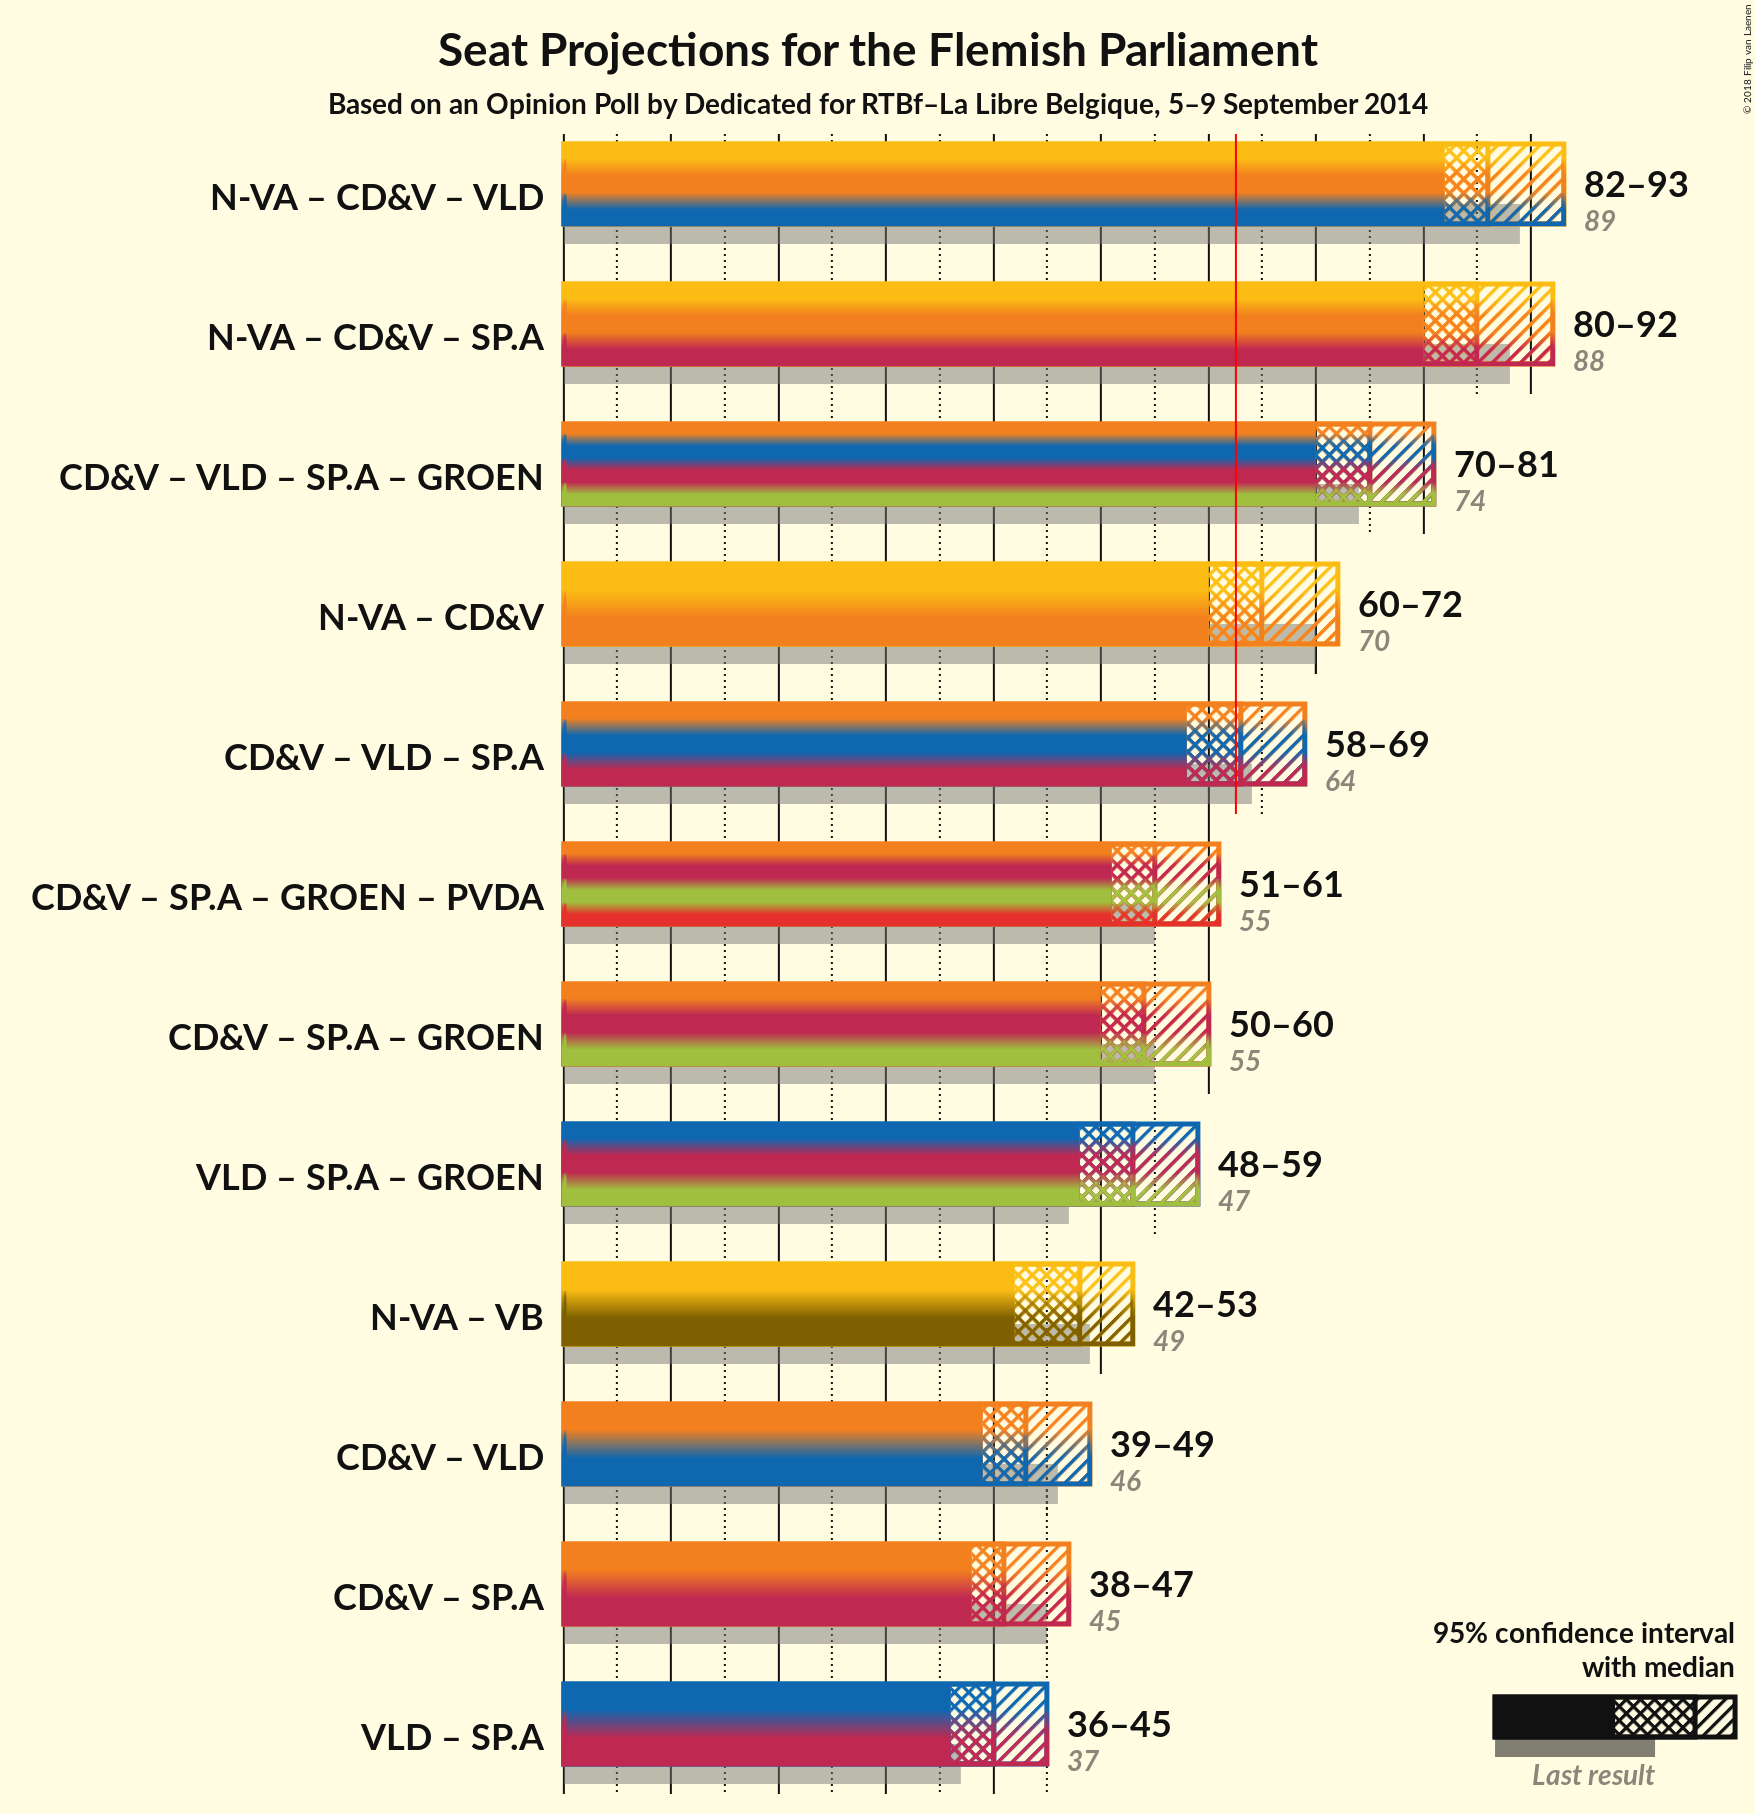 Seat Projections for the Flemish Parliament
Based on an Opinion Poll by Dedicated for RTBf–La Libre Belgique, 5–9 September 2014
© 2018 Filip van Laenen
N-VA – CD&V – VLD
82–93
89
N-VA – CD&V – SP.A
80–92
88
CD&V – VLD – SP.A – GROEN
70–81
74
N-VA – CD&V
60–72
70
CD&V – VLD – SP.A
58–69
64
CD&V – SP.A – GROEN – PVDA
51–61
55
CD&V – SP.A – GROEN
50–60
55
VLD – SP.A – GROEN
48–59
47
N-VA – VB
42–53
49
CD&V – VLD
39–49
46
CD&V – SP.A
38–47
45
VLD – SP.A
36–45
37
95% confidence interval
with median
Last result